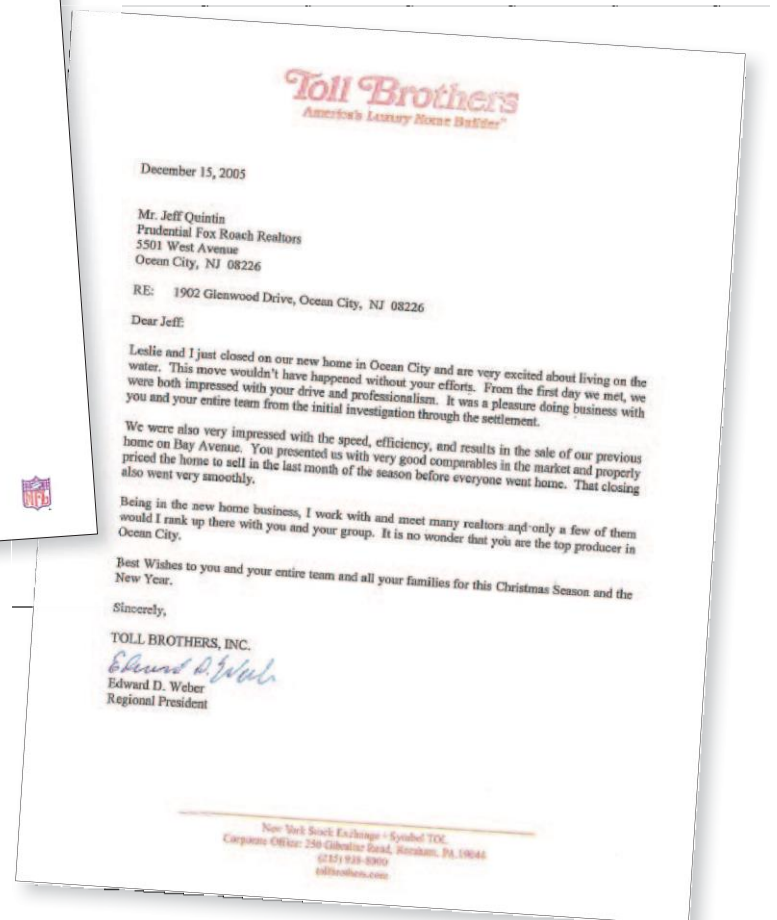 Toll Brothers
America's Luxury Home Builder"
December 15, 2005
Mr. Jeff Quintin
Prudential Fox Roach Realtors
5501 West Avenue
Ocean City, NJ 08226
RE: 1902 Glenwood Drive, Ocean City, NJ 08226
Dear Jeff:
Leslie and I just closed on our new home in Ocean City and are very excited about living on the
water. This move wouldn't have happened without your efforts. From the first day we met, we
were both impressed with your drive and professionalism. It was a pleasure doing business with
you and your entire team from the initial investigation through the settlement.
We were also very impressed with the speed, efficiency, and results in the sale of our previous
home on Bay Avenue. You presented us with very good comparables in the market and properly
priced the home to sell in the last month of the season before everyone went home. That closing
also went very smoothly.
Being in the new home business, I work with and meet many realtors and only a few of them
would I rank up there with you and your group. It is no wonder that you are the top producer in
Ocean City.
Best Wishes to you and your entire team and all your families for this Christmas Season and the
New Year.
Sincerely,
TOLL BROTHERS, INC.
Edward D. Weber
Edward D. Weber
Regional President
New York Stock Exchange • Symbol TOL
Corporate Office: 250 Gibraltar Road, Horsham, PA 19044
(215) 938-8000
tollbrothers.com
NFL